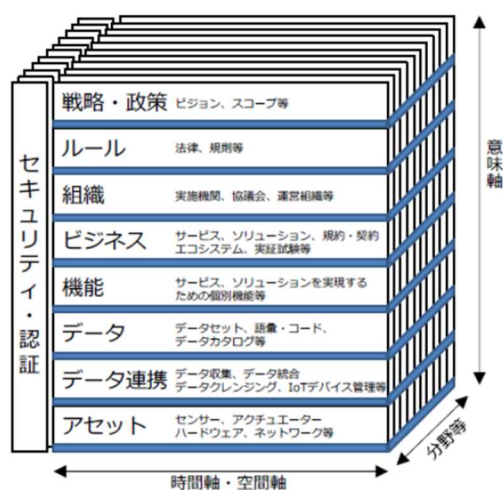 セキュリティ・認証
戦略・政策 ビジョン、スコープ等
ルール 法律、規則等
組織 実施機関、協議会、運営組織等
ビジネス サービス、ソリューション、規約・契約
エコシステム、実証試験等
機能 サービス、ソリューションを実現する
ための個別機能等
データ データセット、語彙・コード、
データカタログ等
データ連携 データ収集、データ統合
データクレンジング、IoTデバイス管理等
アセット センサー、アクチュエーター
ハードウェア、ネットワーク等
意味軸
分野等
時間軸・空間軸